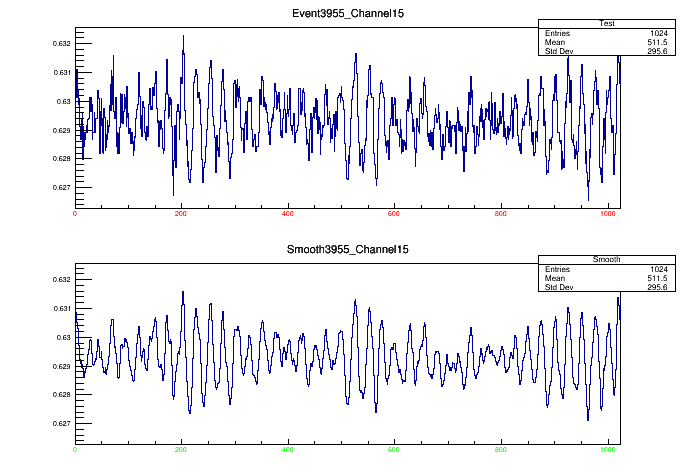 Event3955_Channel15
Test
Entries 1024
Mean 511.5
Std Dev 295.6
0.632
0.631
0.63
0.629
0.628
0.627
0 200 400 600 800 1000
Smooth3955_Channel15
Smooth
Entries 1024
Mean 511.5
Std Dev 295.6
0.632
0.631
0.63
0.629
0.628
0.627
0 200 400 600 800 1000